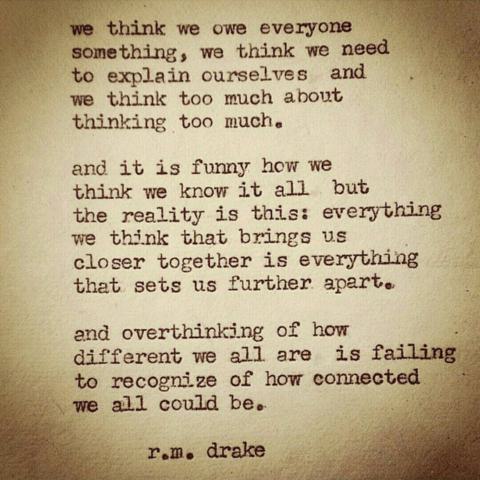 we think we owe everyone
something, we think we need
to explain ourselves and
we think too much about
thinking too much.
and it is funny how we
think we know it all but
the reality is this: everything
we think that brings us
closer together is everything
that sets us further apart.
and overthinking of how
different we all are is failing
to recognize of how connected
we all could be.
r.m. drake